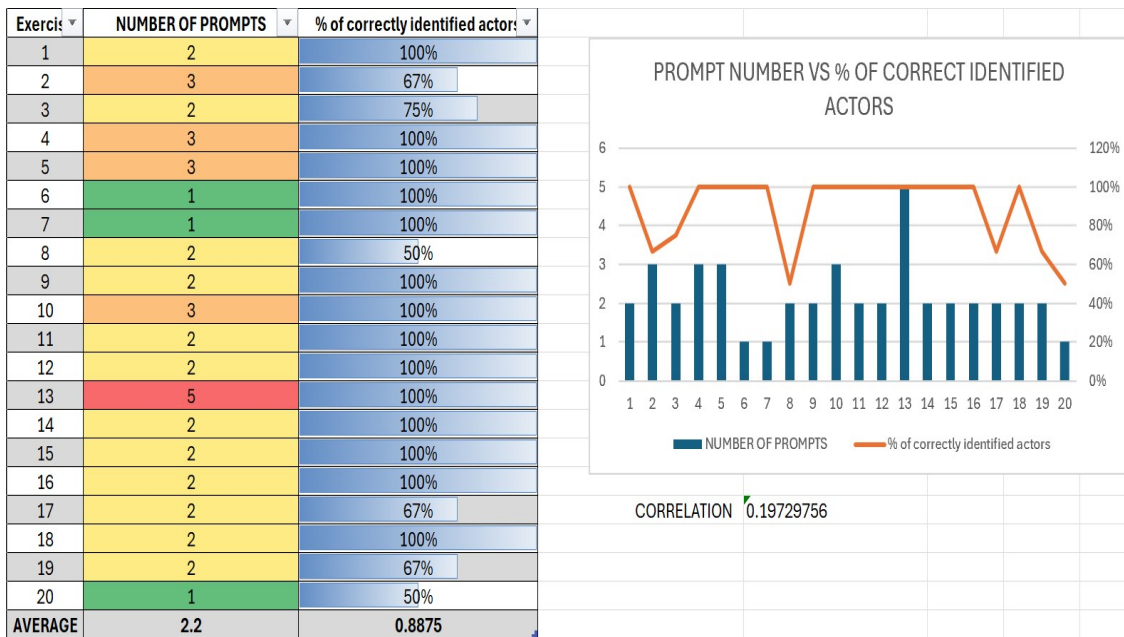 Exercis NUMBER OF PROMPTS % of correctly identified actors
1 2 100%
2 3 67%
3 2 75%
4 3 100%
5 3 100%
6 1 100%
7 1 100%
8 2 50%
9 2 100%
10 3 100%
11 2 100%
12 2 100%
13 5 100%
14 2 100%
15 2 100%
16 2 100%
17 2 67%
18 2 100%
19 2 67%
20 1 50%
AVERAGE 2.2 0.8875
PROMPT NUMBER VS % OF CORRECT IDENTIFIED
ACTORS
6 120%
5 100%
4 80%
3 60%
2 40%
1 20%
0 0%
1 2 3 4 5 6 7 8 9 10 11 12 13 14 15 16 17 18 19 20
NUMBER OF PROMPTS % of correctly identified actors
CORRELATION 0.19729756